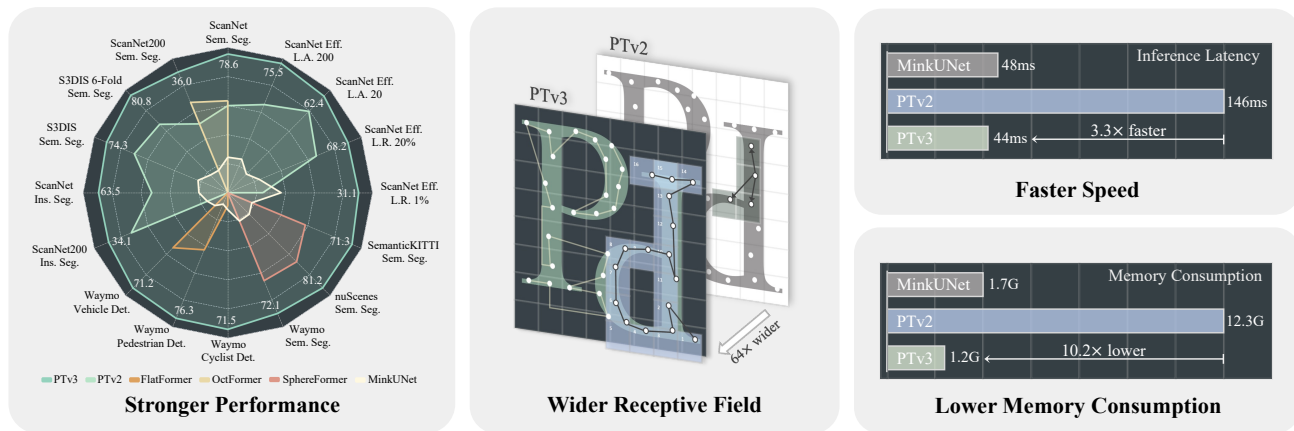 ScanNet
Sem. Seg.
78.6
ScanNet Eff.
L.A. 200
75.5
ScanNet Eff.
L.A. 20
62.4
ScanNet Eff.
L.R. 20%
68.2
ScanNet Eff.
L.R. 1%
31.1
SemanticKITTI
Sem. Seg.
71.3
nuScenes
Sem. Seg.
81.2
Waymo
Sem. Seg.
72.1
Waymo
Cyclist Det.
71.5
Waymo
Pedestrian Det.
76.3
Waymo
Vehicle Det.
71.2
ScanNet200
Ins. Seg.
34.1
ScanNet
Ins. Seg.
63.5
S3DIS
Sem. Seg.
74.3
S3DIS 6-Fold
Sem. Seg.
80.8
ScanNet200
Sem. Seg.
36.0
PTv3 PTv2 FlatFormer OctFormer SphereFormer MinkUNet
Stronger Performance
PTv2
PTv3
64× wider
Wider Receptive Field
Inference Latency
MinkUNet 48ms
PTv2 146ms
PTv3 44ms 3.3× faster
Faster Speed
Memory Consumption
MinkUNet 1.7G
PTv2 12.3G
PTv3 1.2G 10.2× lower
Lower Memory Consumption